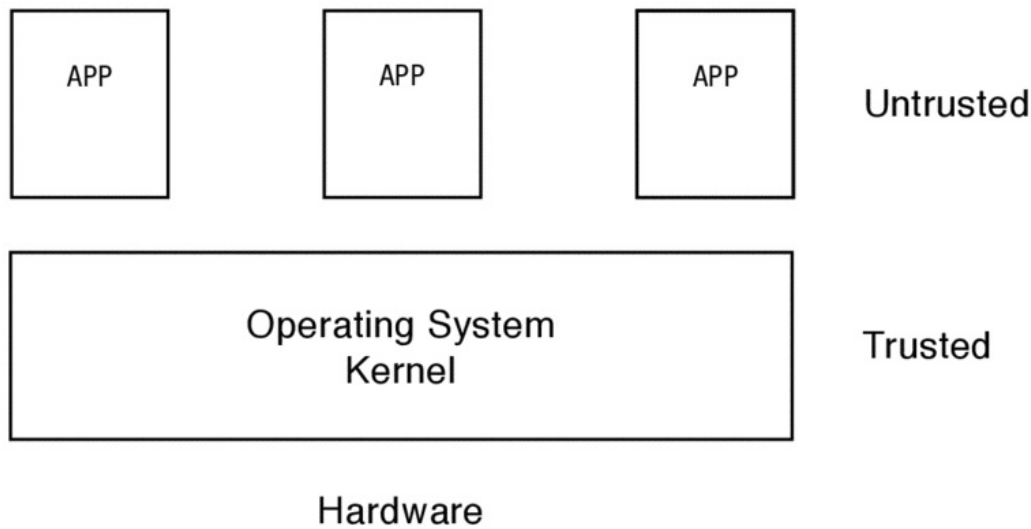 APP
APP
APP
Untrusted
Operating System
Kernel
Trusted
Hardware